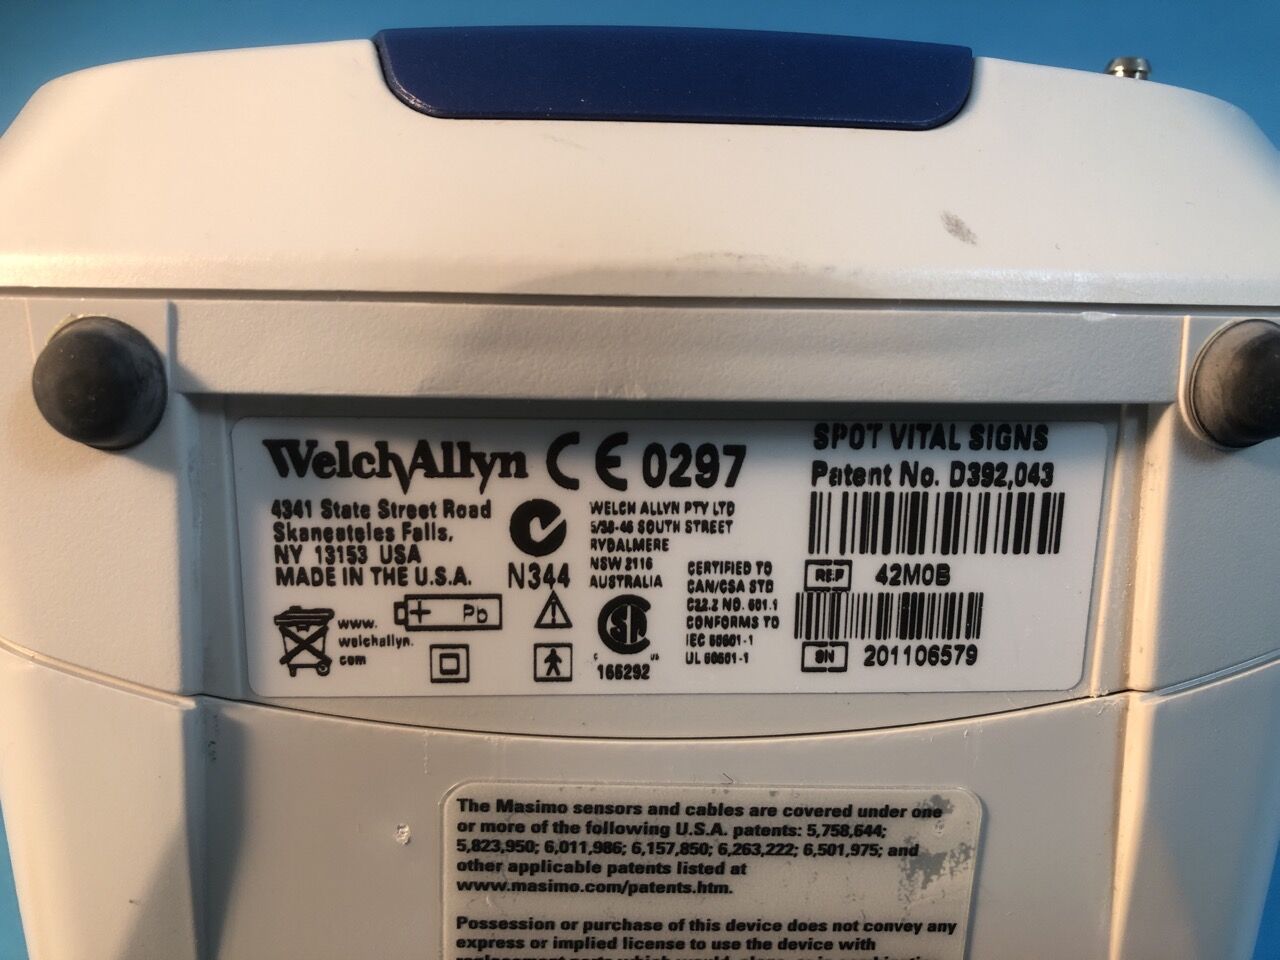 WelchAllyn CE 0297
4341 State Street Road
Skaneateles Falls,
NY 13153 USA
MADE IN THE U.S.A.
N344
WELCH ALLYN PTY LTD
5/38-46 SOUTH STREET
RYDALMERE
NSW 2116
AUSTRALIA
www.
welchallyn.
com
+ Pb
C US
166292
CERTIFIED TO
CAN/CSA STD
C22.2 NO. 601.1
CONFORMS TO
IEC 60601-1
UL 60601-1
SPOT VITAL SIGNS
Patent No. D392,043
REF 42M0B
SN 201106579
The Masimo sensors and cables are covered under one
or more of the following U.S.A. patents: 5,758,644;
5,823,950; 6,011,986; 6,157,850; 6,263,222; 6,501,975; and
other applicable patents listed at
www.masimo.com/patents.htm.
Possession or purchase of this device does not convey any
express or implied license to use the device with